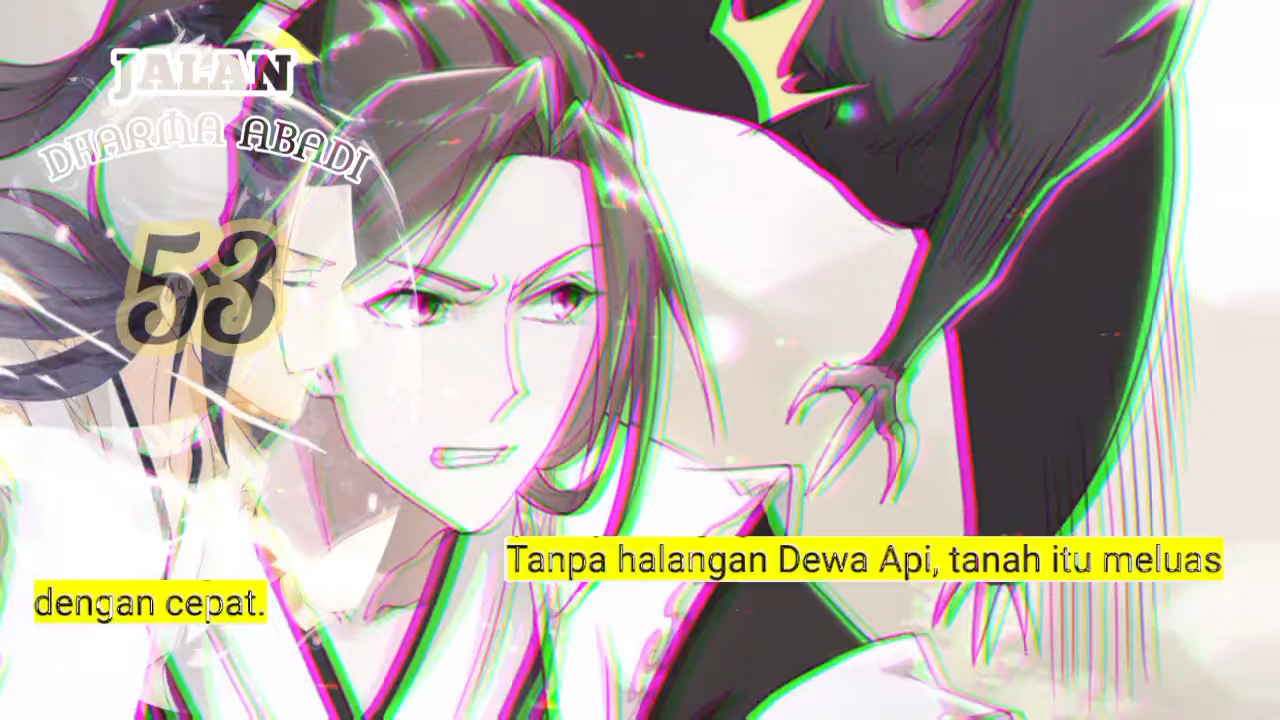 JALAN
DHARMA ABADI
53
Tanpa halangan Dewa Api, tanah itu meluas
dengan cepat.